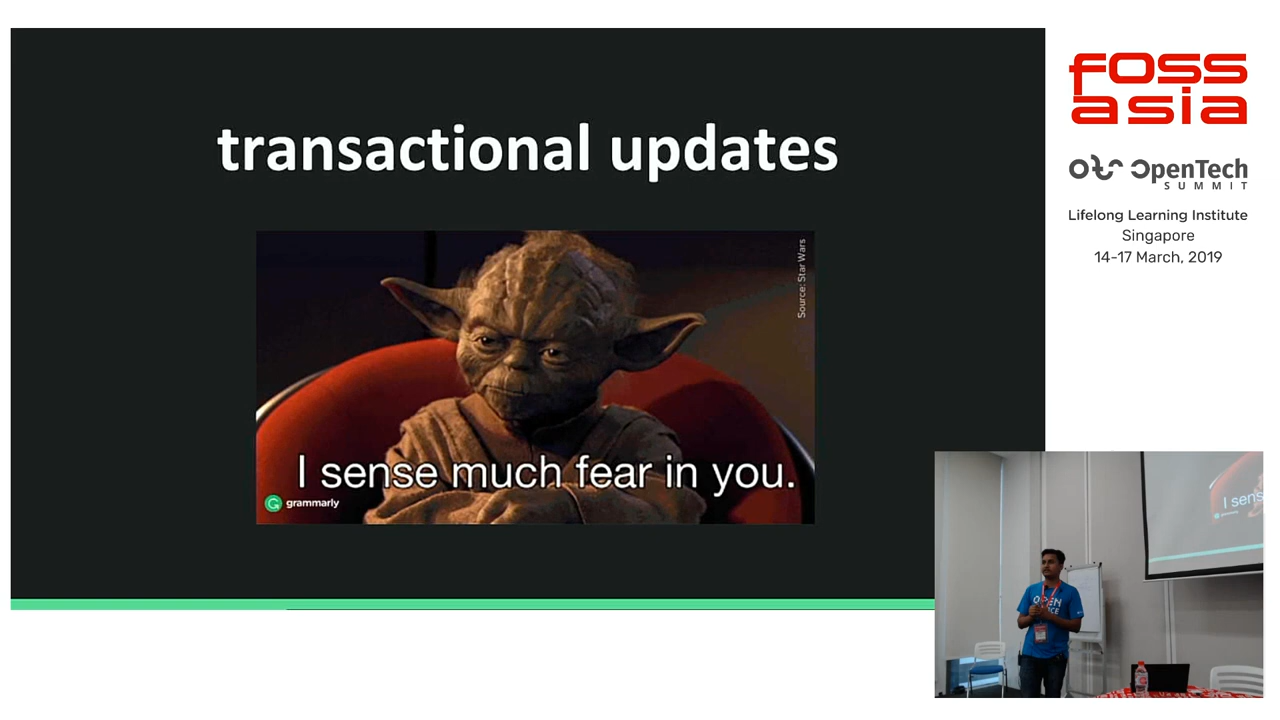 transactional updates
Source: Star Wars
I sense much fear in you.
grammarly
foss
asia
OpenTech
SUMMIT
Lifelong Learning Institute
Singapore
14-17 March, 2019
I sens
OPEN